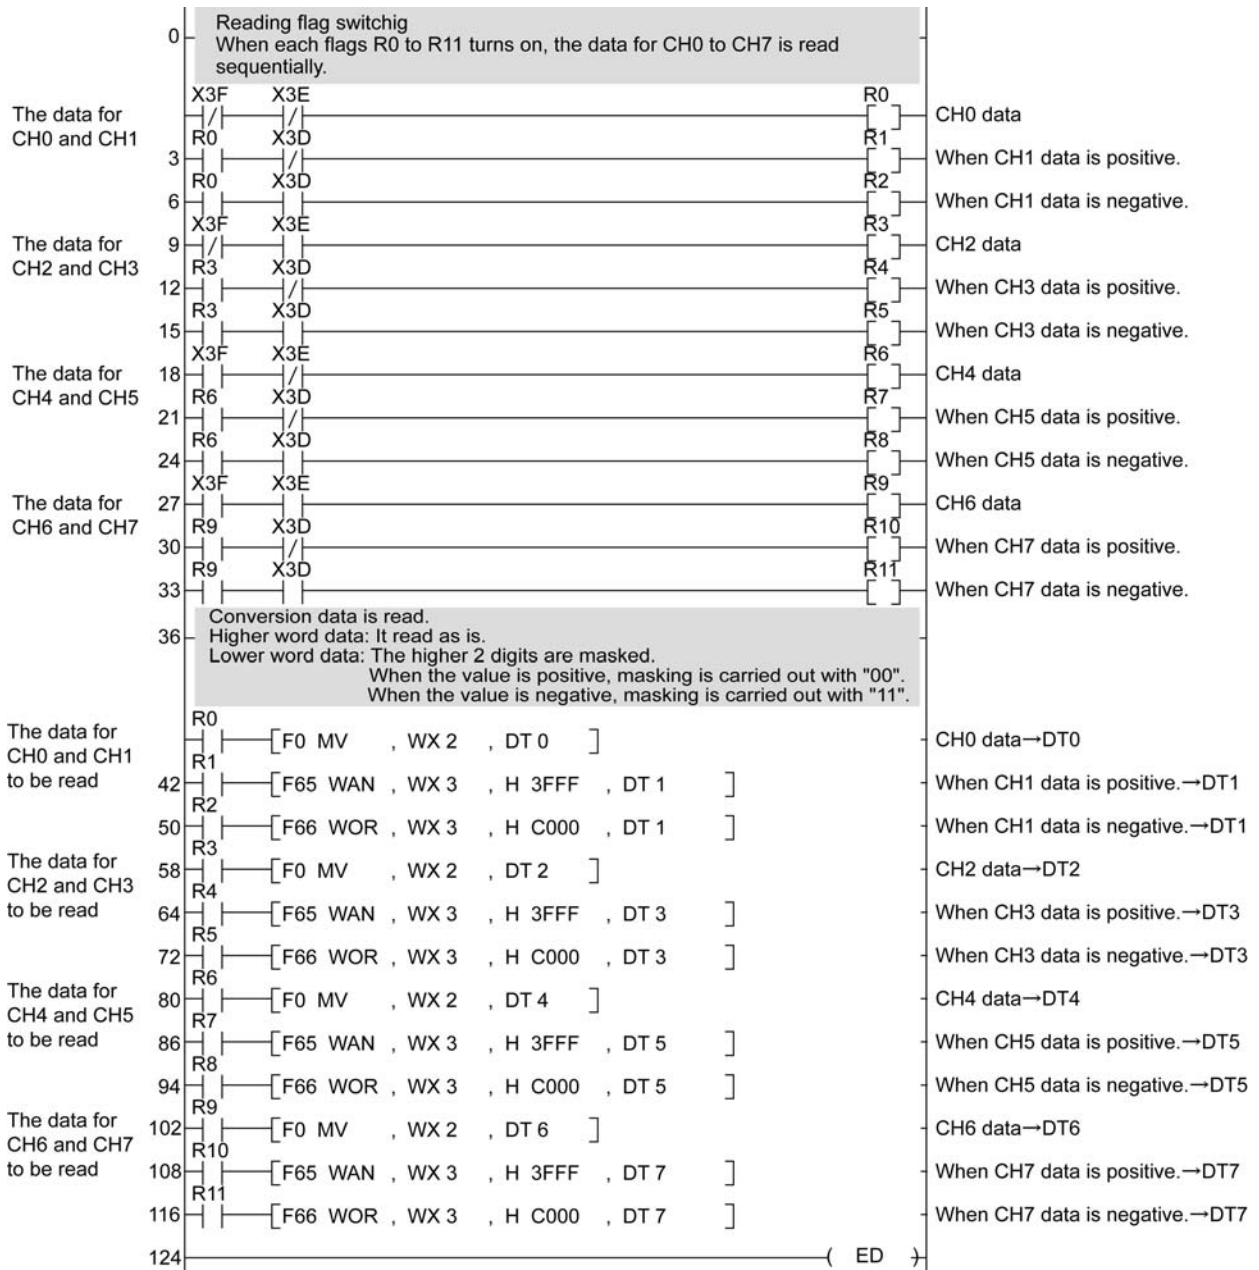 0
Reading flag switchig
When each flags R0 to R11 turns on, the data for CH0 to CH7 is read
sequentially.
X3F X3E R0
The data for
CH0 and CH1
CH0 data
R0 X3D R1
3 When CH1 data is positive.
R0 X3D R2
6 When CH1 data is negative.
X3F X3E R3
The data for
CH2 and CH3
9 CH2 data
R3 X3D R4
12 When CH3 data is positive.
R3 X3D R5
15 When CH3 data is negative.
X3F X3E R6
The data for
CH4 and CH5
18 CH4 data
R6 X3D R7
21 When CH5 data is positive.
R6 X3D R8
24 When CH5 data is negative.
X3F X3E R9
The data for
CH6 and CH7
27 CH6 data
R9 X3D R10
30 When CH7 data is positive.
R9 X3D R11
33 When CH7 data is negative.
36
Conversion data is read.
Higher word data: It read as is.
Lower word data: The higher 2 digits are masked.
When the value is positive, masking is carried out with "00".
When the value is negative, masking is carried out with "11".
The data for
CH0 and CH1
to be read
R0
F0 MV , WX 2 , DT 0 CH0 data→DT0
R1
42 F65 WAN , WX 3 , H 3FFF , DT 1 When CH1 data is positive.→DT1
R2
50 F66 WOR , WX 3 , H C000 , DT 1 When CH1 data is negative.→DT1
The data for
CH2 and CH3
to be read
R3
58 F0 MV , WX 2 , DT 2 CH2 data→DT2
R4
64 F65 WAN , WX 3 , H 3FFF , DT 3 When CH3 data is positive.→DT3
R5
72 F66 WOR , WX 3 , H C000 , DT 3 When CH3 data is negative.→DT3
The data for
CH4 and CH5
to be read
R6
80 F0 MV , WX 2 , DT 4 CH4 data→DT4
R7
86 F65 WAN , WX 3 , H 3FFF , DT 5 When CH5 data is positive.→DT5
R8
94 F66 WOR , WX 3 , H C000 , DT 5 When CH5 data is negative.→DT5
The data for
CH6 and CH7
to be read
R9
102 F0 MV , WX 2 , DT 6 CH6 data→DT6
R10
108 F65 WAN , WX 3 , H 3FFF , DT 7 When CH7 data is positive.→DT7
R11
116 F66 WOR , WX 3 , H C000 , DT 7 When CH7 data is negative.→DT7
124 ( ED )